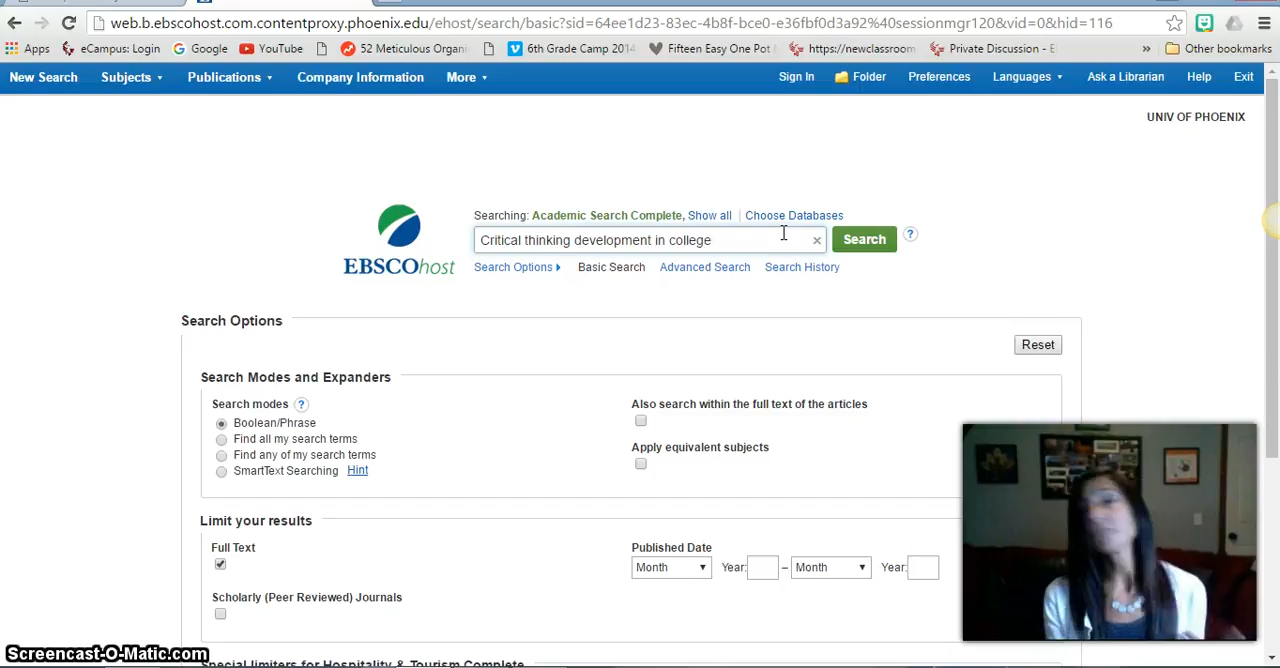 web.b.ebscohost.com.contentproxy.phoenix.edu/ehost/search/basic?sid=64ee1d23-83ec-4b8f-bce0-e36fbf0d3a92%40sessionmgr120&vid=0&hid=116
Apps eCampus: Login Google YouTube 52 Meticulous Organi 6th Grade Camp 2014 Fifteen Easy One Pot https://newclassroom Private Discussion - E » Other bookmarks
New Search Subjects Publications Company Information More Sign In Folder Preferences Languages Ask a Librarian Help Exit
UNIV OF PHOENIX
Searching: Academic Search Complete, Show all | Choose Databases
Critical thinking development in college × Search ?
EBSCOhost
Search Options Basic Search Advanced Search Search History
Search Options
Reset
Search Modes and Expanders
Search modes ?
Boolean/Phrase
Find all my search terms
Find any of my search terms
SmartText Searching Hint
Also search within the full text of the articles
Apply equivalent subjects
Limit your results
Full Text
Published Date
Month Year: – Month Year:
Scholarly (Peer Reviewed) Journals
Special limiters for Hospitality & Tourism Complete
Screencast-O-Matic.com